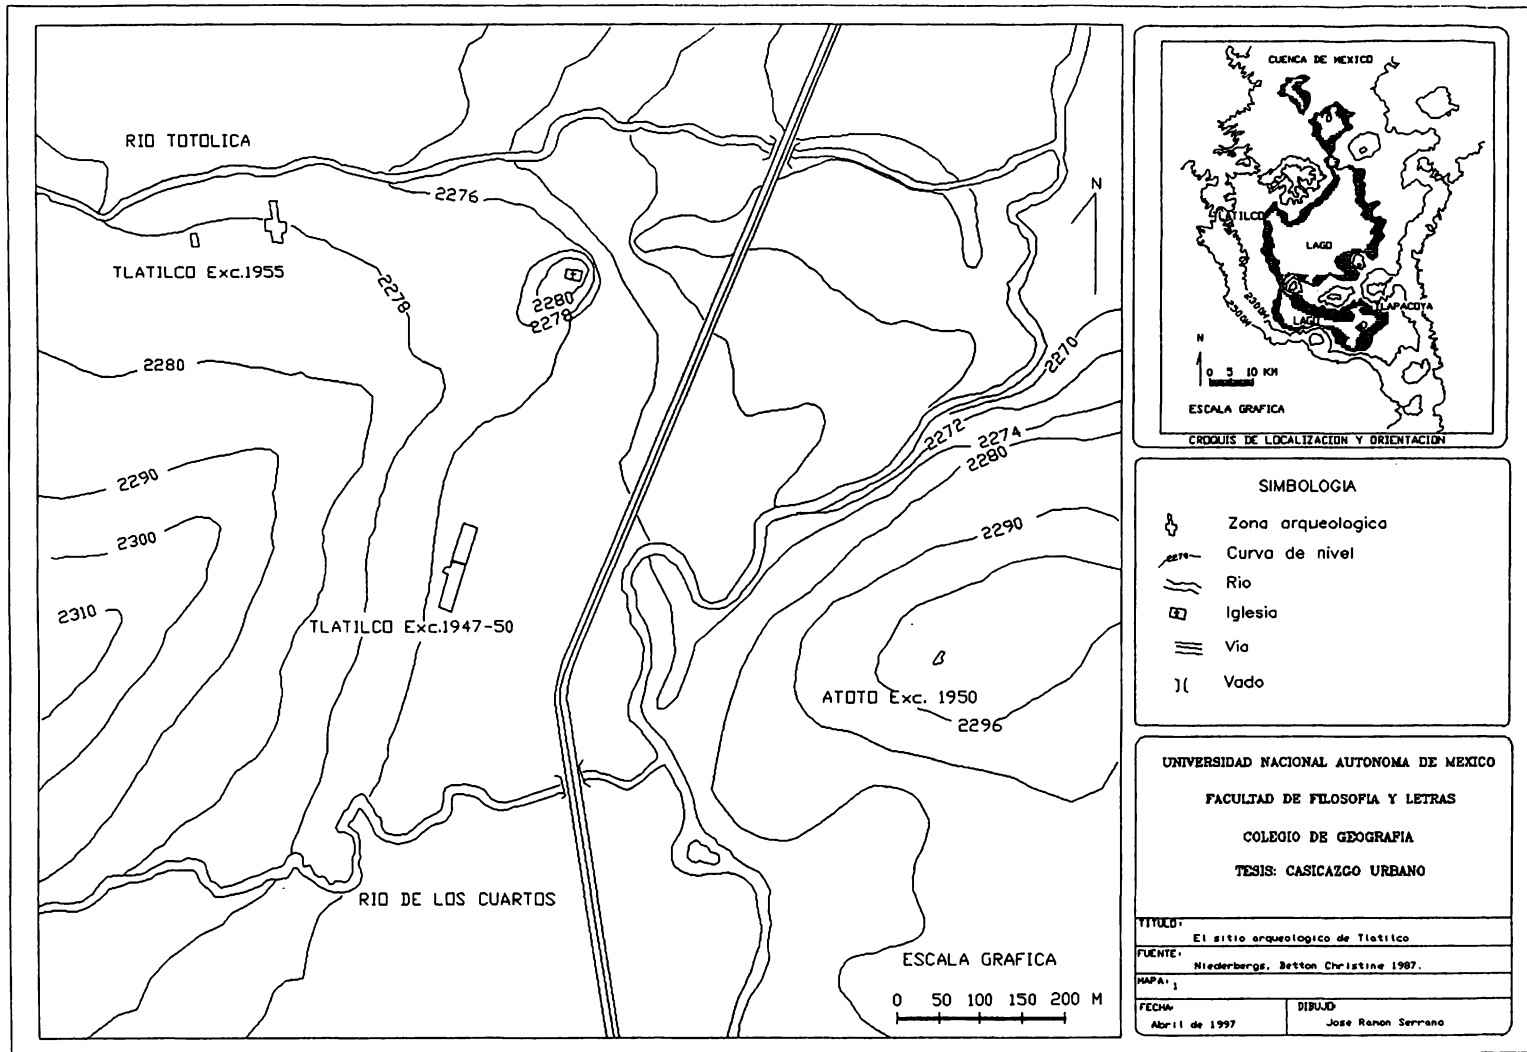 RIO TOTOLICA
2276
N
TLATILCO Exc.1955
2278
2280
2278
2280
2270
2272
2274
2280
2290
2290
2300
2310
TLATILCO Exc.1947-50
ATOTO Exc. 1950
2296
RIO DE LOS CUARTOS
ESCALA GRAFICA
0 50 100 150 200 M
CUENCA DE MEXICO
TLATILCO
LAGO
TLAPACOYA
LAGO
N
0 5 10 KM
ESCALA GRAFICA
CROQUIS DE LOCALIZACION Y ORIENTACION
SIMBOLOGIA
Zona arqueologica
Curva de nivel
Rio
Iglesia
Via
Vado
UNIVERSIDAD NACIONAL AUTONOMA DE MEXICO
FACULTAD DE FILOSOFIA Y LETRAS
COLEGIO DE GEOGRAFIA
TESIS: CASICAZGO URBANO
TITULO:
El sitio arqueologico de Tlatilco
FUENTE:
Niederbergs, Betton Christine 1987.
MAPA: 1
FECHA:
Abril de 1997
DIBUJO:
Jose Ramon Serrano